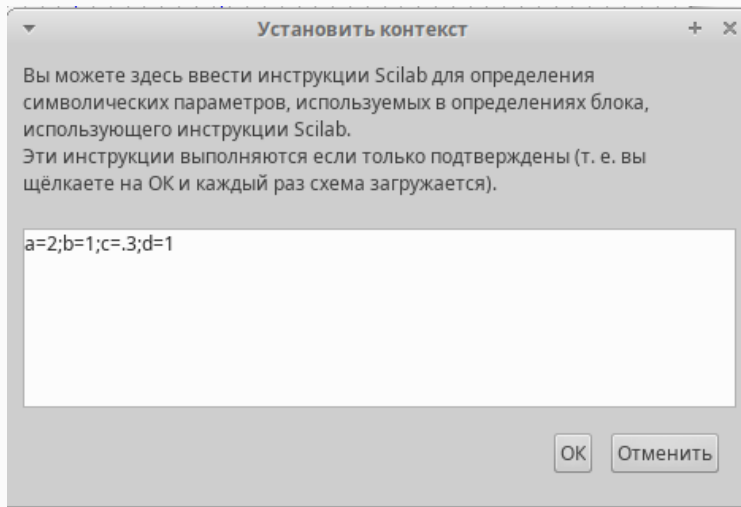 Установить контекст
Вы можете здесь ввести инструкции Scilab для определения
символических параметров, используемых в определениях блока,
использующего инструкции Scilab.
Эти инструкции выполняются если только подтверждены (т. е. вы
щёлкаете на ОК и каждый раз схема загружается).
a=2;b=1;c=.3;d=1
ОК Отменить